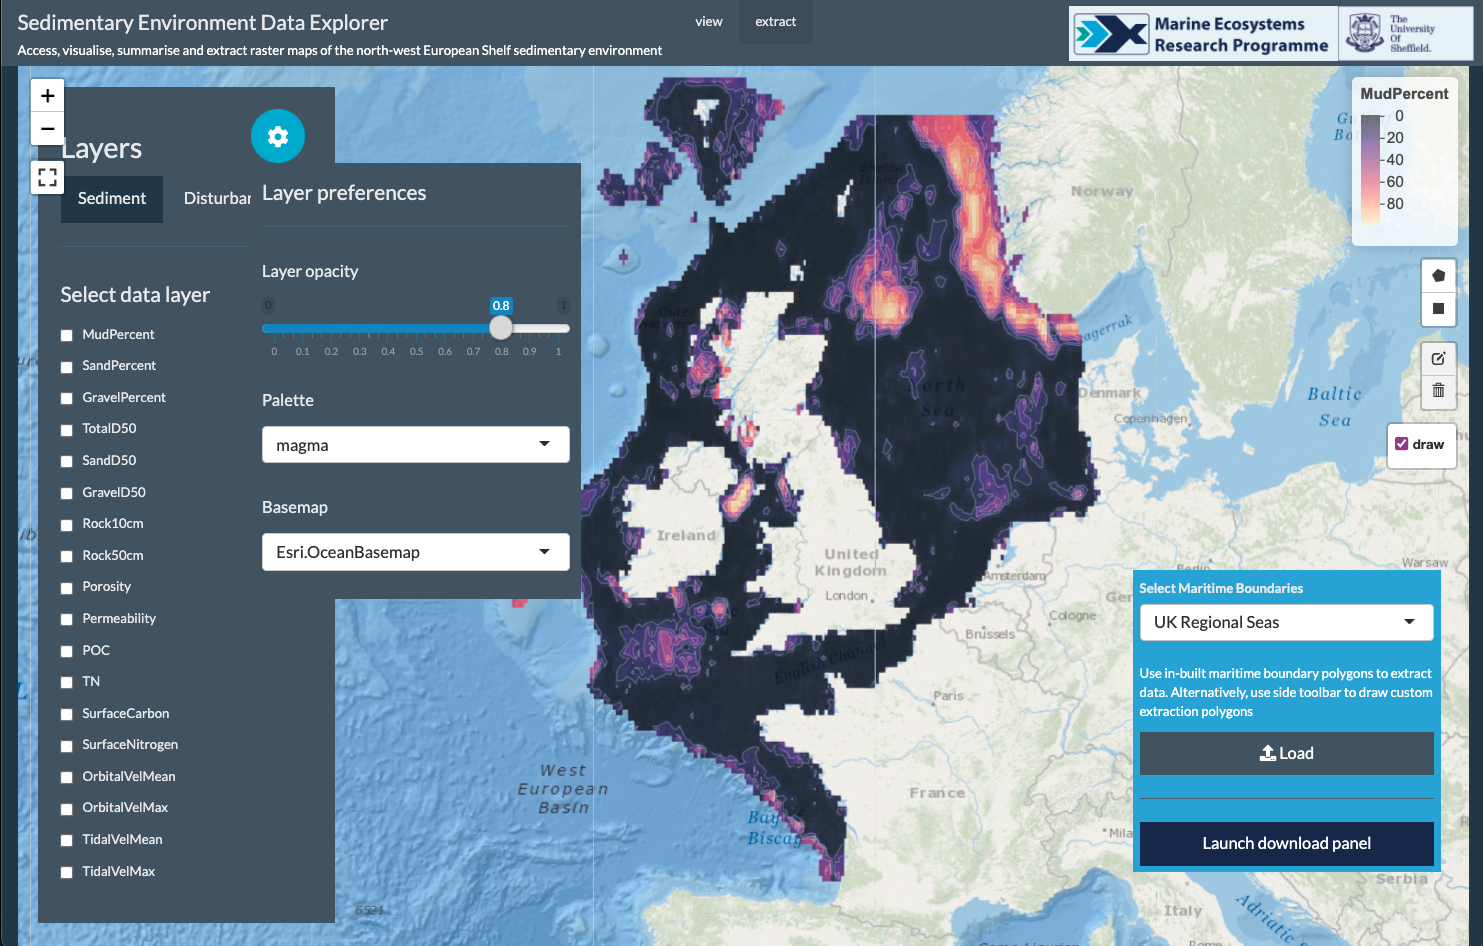 Sedimentary Environment Data Explorer
Access, visualise, summarise and extract raster maps of the north-west European Shelf sedimentary environment
view
extract
Marine Ecosystems
Research Programme
The
University
Of
Sheffield.
+
−
Layers
Sediment
Disturbar
Select data layer
MudPercent
SandPercent
GravelPercent
TotalD50
SandD50
GravelD50
Rock10cm
Rock50cm
Porosity
Permeability
POC
TN
SurfaceCarbon
SurfaceNitrogen
OrbitalVelMean
OrbitalVelMax
TidalVelMean
TidalVelMax
Layer preferences
Layer opacity
0
0.8
1
0 0.1 0.2 0.3 0.4 0.5 0.6 0.7 0.8 0.9 1
Palette
magma
Basemap
Esri.OceanBasemap
MudPercent
0
20
40
60
80
draw
Norway
agerrak
Denmark
Copenhagen
Baltic
Sea
orth
Sea
Ireland
United
Kingdom
London
Amsterdam
Berlin
Warsaw
Cologne
Ger
Brussels
English Channel
Paris
France
West
European
Basin
Bay
Biscay
Mila
Italy
Serbia
Adriatic
Rome
6521
Select Maritime Boundaries
UK Regional Seas
Use in-built maritime boundary polygons to extract
data. Alternatively, use side toolbar to draw custom
extraction polygons
Load
Launch download panel